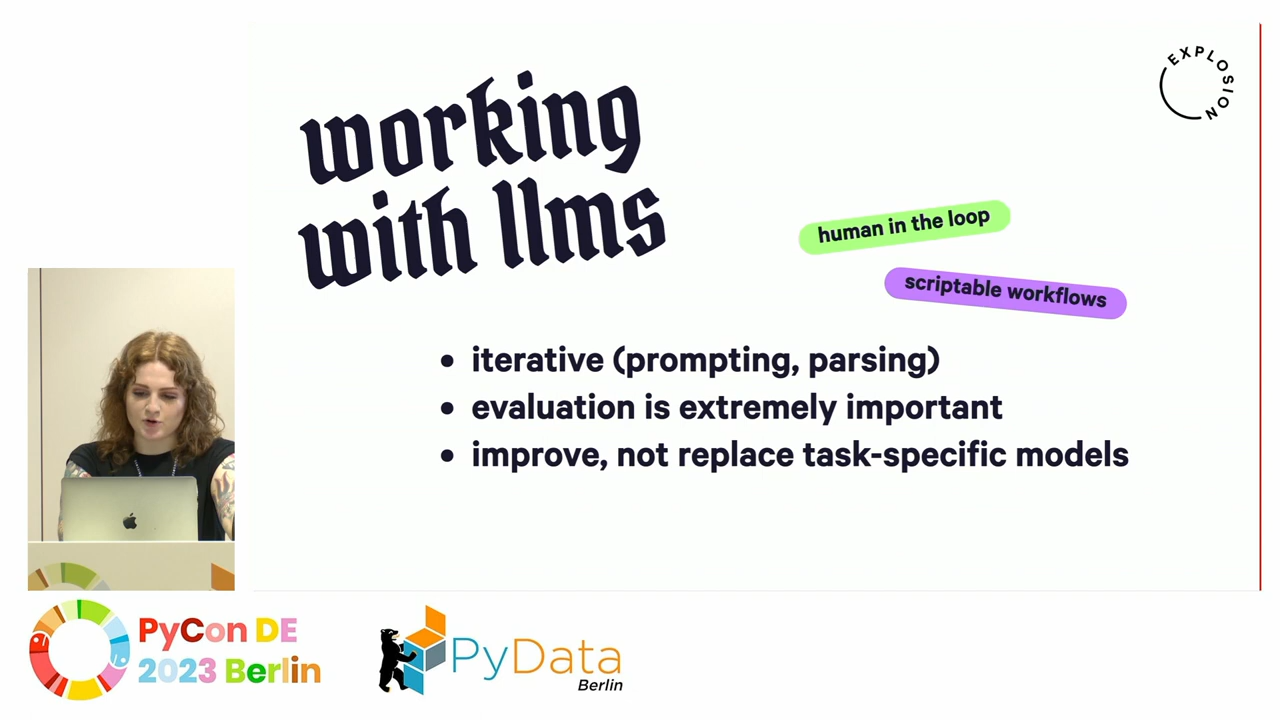 working
with llms
EXPLOSION
human in the loop
scriptable workflows
• iterative (prompting, parsing)
• evaluation is extremely important
• improve, not replace task-specific models
PyCon DE
2023 Berlin
PyData
Berlin